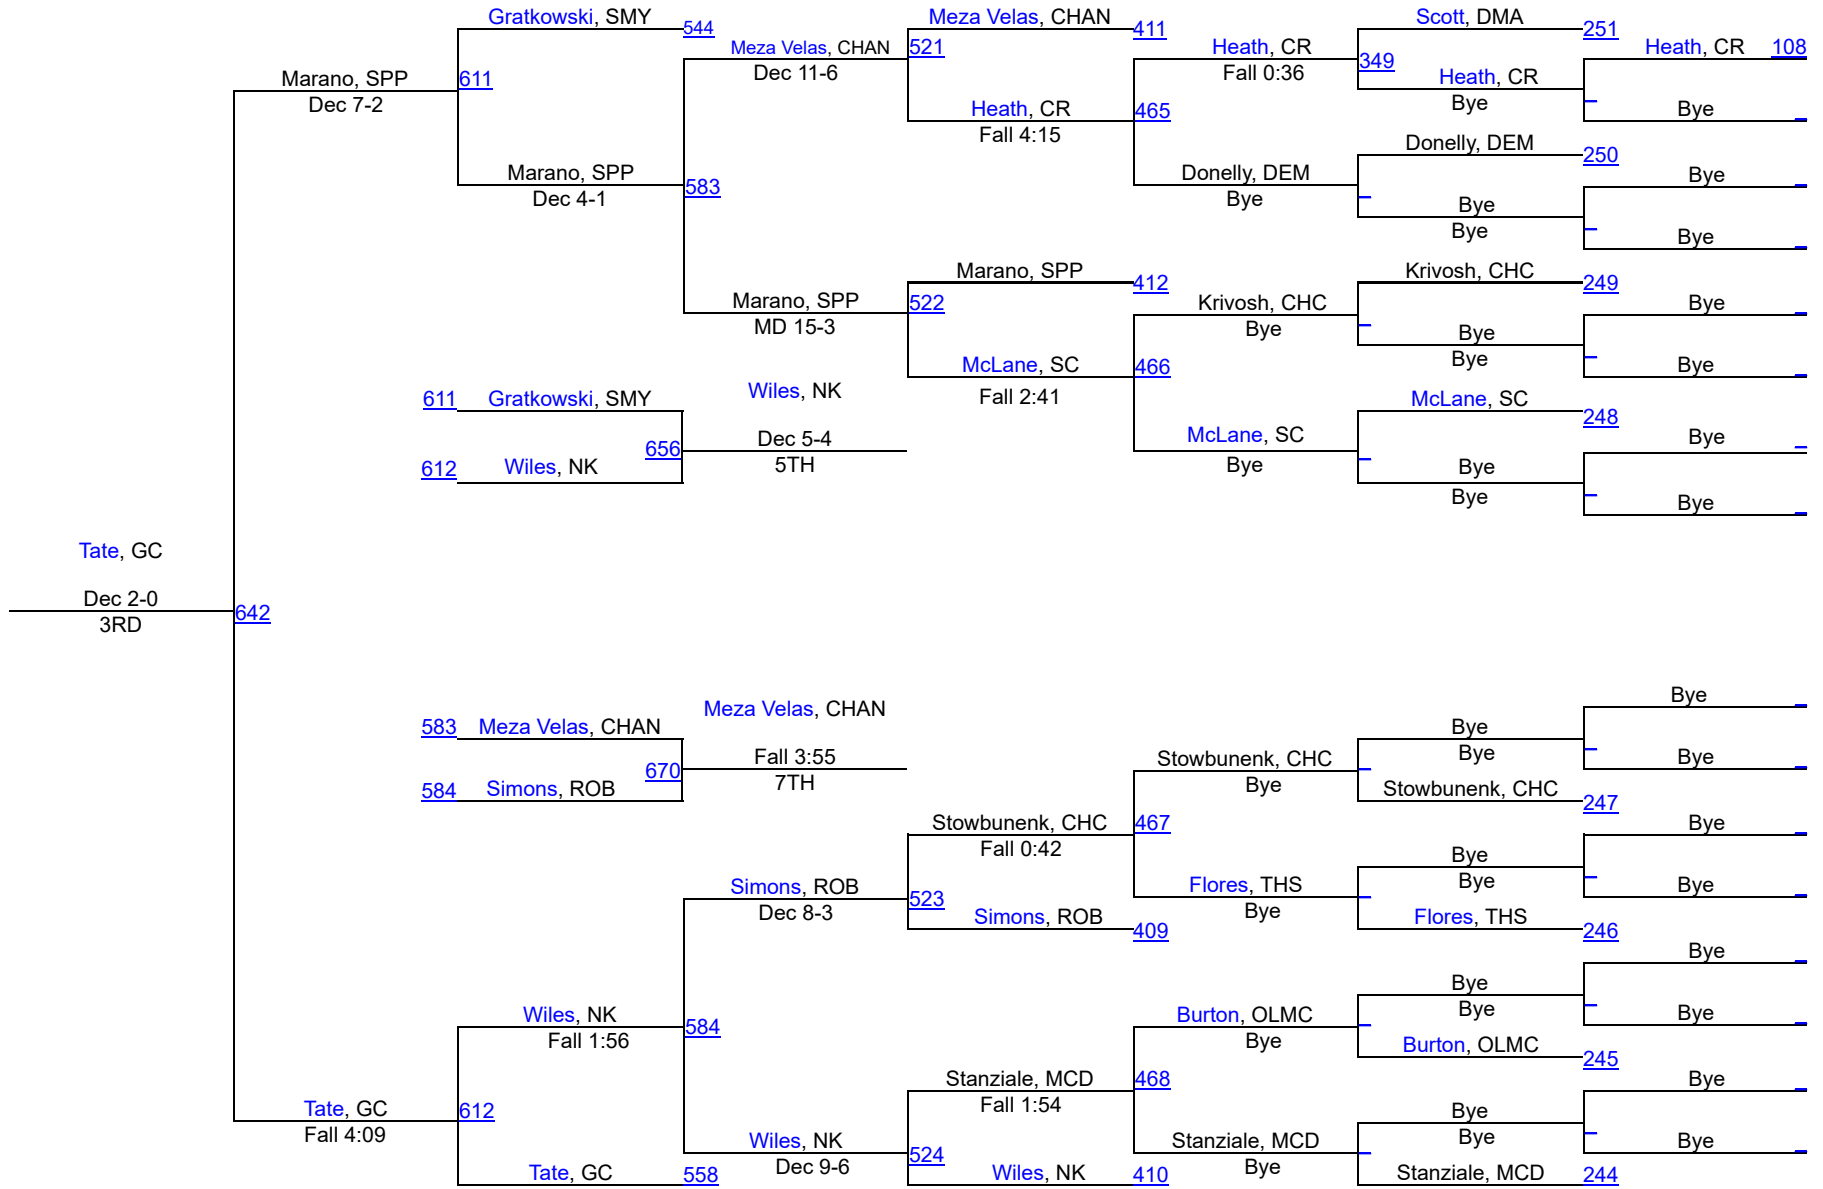 Gratkowski, SMY
544
Meza Velas, CHAN
411
Scott, DMA
251
Meza Velas, CHAN
521
Heath, CR
Heath, CR
108
Dec 11-6
Fall 0:36
349
Marano, SPP
611
Heath, CR
Dec 7-2
Bye
Bye
Heath, CR
465
Fall 4:15
Donelly, DEM
250
Marano, SPP
583
Donelly, DEM
Bye
Dec 4-1
Bye
Bye
Bye
Bye
Marano, SPP
412
Krivosh, CHC
249
Marano, SPP
522
Krivosh, CHC
Bye
MD 15-3
Bye
Bye
Bye
McLane, SC
466
Bye
Fall 2:41
611
Gratkowski, SMY
Wiles, NK
McLane, SC
248
656
Dec 5-4
McLane, SC
Bye
612
Wiles, NK
5TH
Bye
Bye
Bye
Bye
Tate, GC
Dec 2-0
642
3RD
583
Meza Velas, CHAN
Meza Velas, CHAN
Bye
Bye
Fall 3:55
Stowbunenk, CHC
Bye
Bye
670
7TH
Bye
584
Simons, ROB
Stowbunenk, CHC
247
Stowbunenk, CHC
467
Bye
Fall 0:42
Bye
Simons, ROB
523
Flores, THS
Bye
Bye
Dec 8-3
Bye
Simons, ROB
409
Flores, THS
246
Bye
Bye
Wiles, NK
584
Burton, OLMC
Bye
Bye
Fall 1:56
Bye
Burton, OLMC
245
Stanziale, MCD
468
Bye
Fall 1:54
Tate, GC
612
Bye
Fall 4:09
Bye
Wiles, NK
524
Stanziale, MCD
Bye
Dec 9-6
Bye
Tate, GC
558
Wiles, NK
410
Stanziale, MCD
244